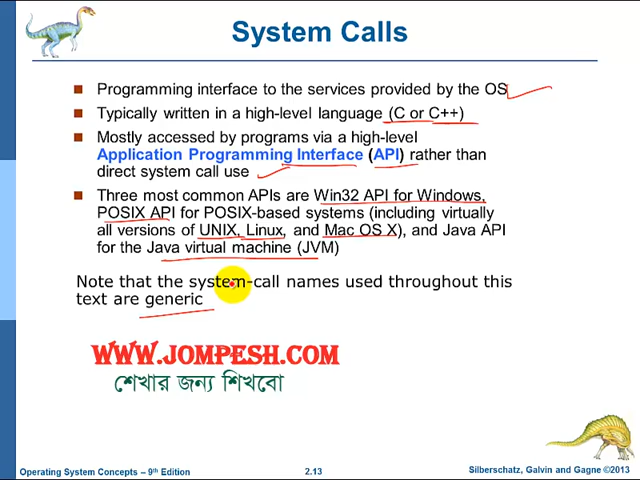 System Calls
Programming interface to the services provided by the OS
Typically written in a high-level language (C or C++)
Mostly accessed by programs via a high-level
Application Programming Interface (API) rather than
direct system call use
Three most common APIs are Win32 API for Windows,
POSIX API for POSIX-based systems (including virtually
all versions of UNIX, Linux, and Mac OS X), and Java API
for the Java virtual machine (JVM)
Note that the system-call names used throughout this
text are generic
WWW.JOMPESH.COM
শেখার জন্য শিখবো
Operating System Concepts – 9th Edition
2.13
Silberschatz, Galvin and Gagne ©2013